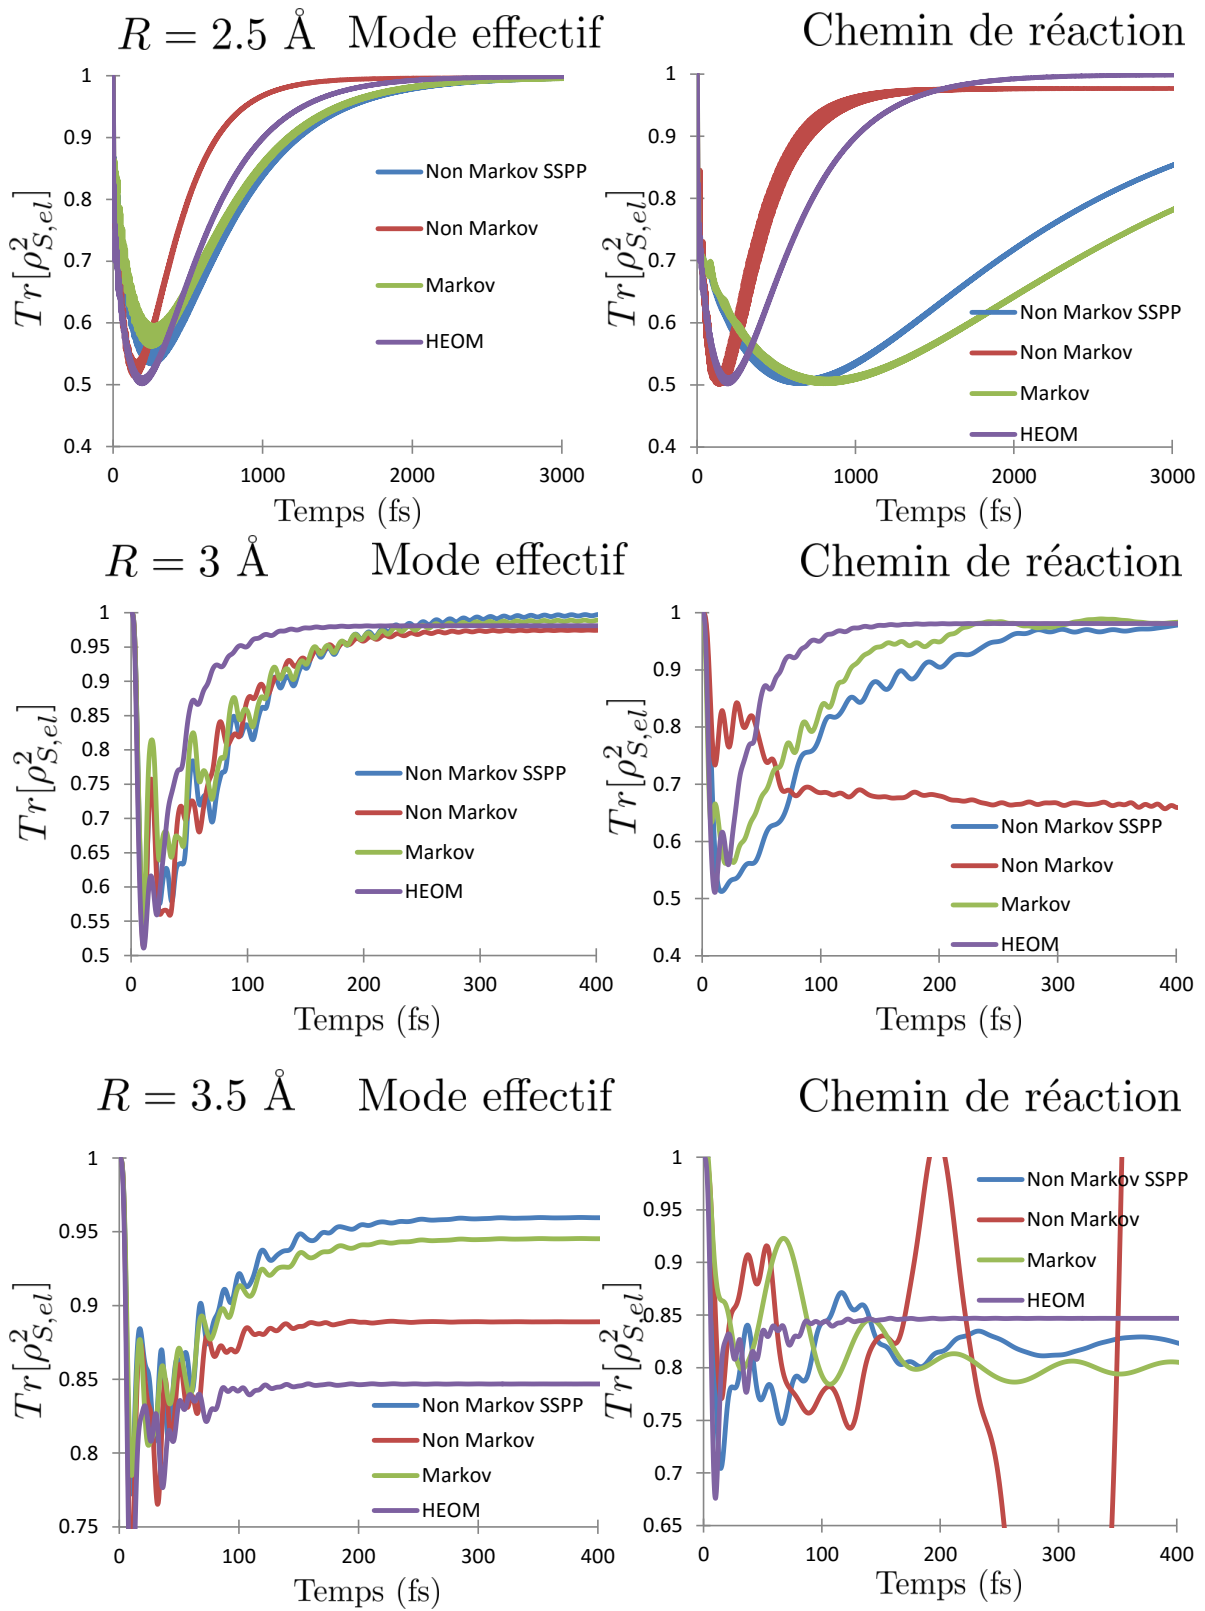 R = 2.5 Å Mode effectif Chemin de réaction
Tr[ρ²S,el]
1
0.9
0.8
0.7
0.6
0.5
0.4
0 1000 2000 3000
Temps (fs)
Non Markov SSPP
Non Markov
Markov
HEOM
Tr[ρ²S,el]
1
0.9
0.8
0.7
0.6
0.5
0.4
0 1000 2000 3000
Temps (fs)
Non Markov SSPP
Non Markov
Markov
HEOM
R = 3 Å Mode effectif Chemin de réaction
Tr[ρ²S,el]
1
0.95
0.9
0.85
0.8
0.75
0.7
0.65
0.6
0.55
0.5
0 100 200 300 400
Temps (fs)
Non Markov SSPP
Non Markov
Markov
HEOM
Tr[ρ²S,el]
1
0.9
0.8
0.7
0.6
0.5
0.4
0 100 200 300 400
Temps (fs)
Non Markov SSPP
Non Markov
Markov
HEOM
R = 3.5 Å Mode effectif Chemin de réaction
Tr[ρ²S,el]
1
0.95
0.9
0.85
0.8
0.75
0 100 200 300 400
Temps (fs)
Non Markov SSPP
Non Markov
Markov
HEOM
Tr[ρ²S,el]
1
0.95
0.9
0.85
0.8
0.75
0.7
0.65
0 100 200 300 400
Temps (fs)
Non Markov SSPP
Non Markov
Markov
HEOM